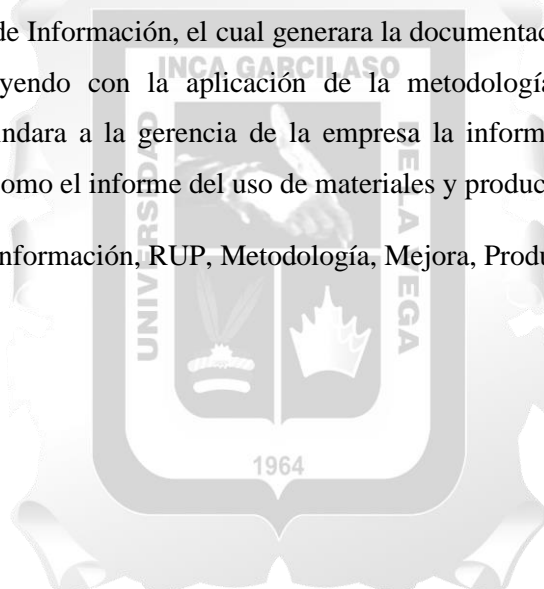 de Información, el cual generara la documentac
yendo con la aplicación de la metodologí
ndara a la gerencia de la empresa la inform
omo el informe del uso de materiales y produc
nformación, RUP, Metodología, Mejora, Produ
INCA GARCILASO
UNIVERSIDAD
DE LA VEGA
1964